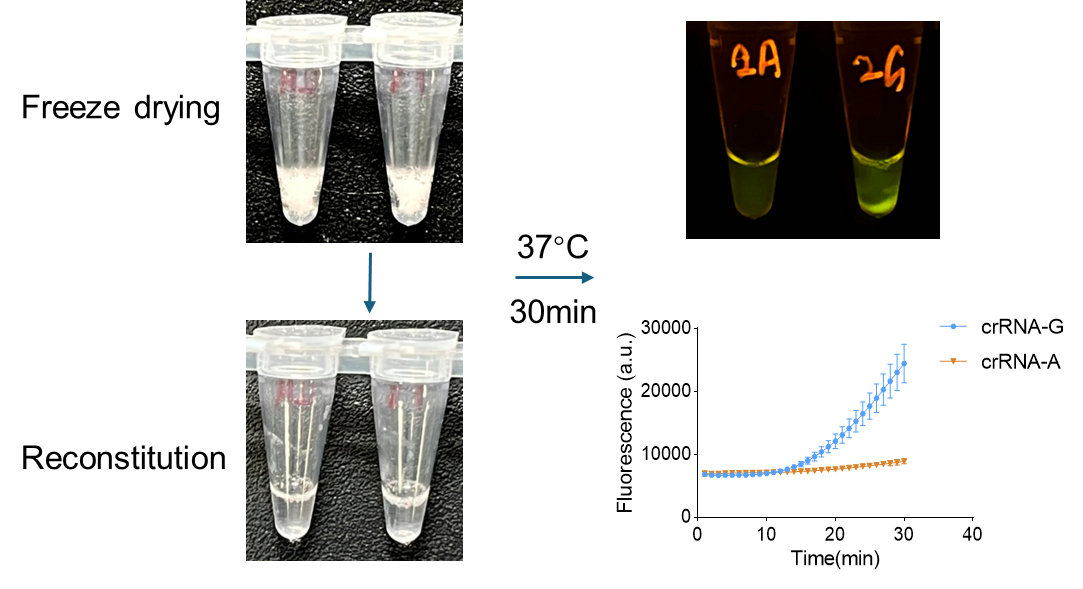 Freeze drying
Reconstitution
37°C
30min
2G
30000
20000
10000
0
Fluorescence (a.u.)
0
10
20
30
40
Time(min)
crRNA-G
crRNA-A